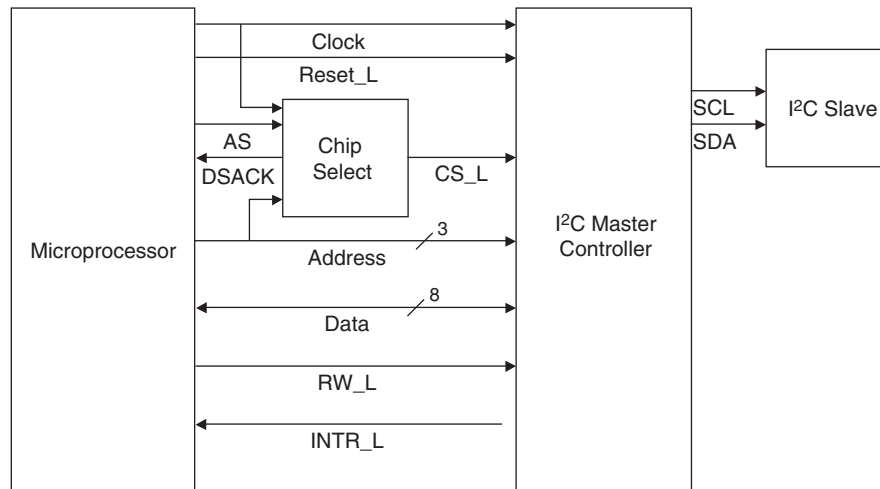 Clock
Reset_L
AS
DSACK
Chip
Select
CS_L
SCL
SDA
I²C Slave
Microprocessor
3
Address
I²C Master
Controller
8
Data
RW_L
INTR_L